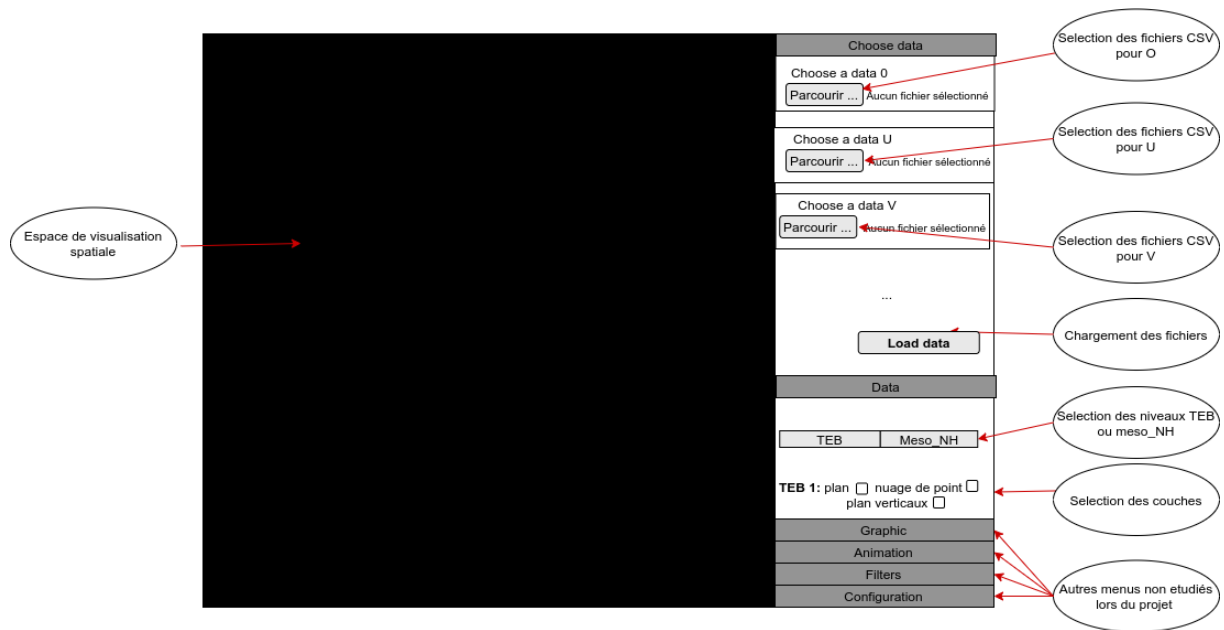 Espace de visualisation
spatiale
Choose data
Choose a data 0
Parcourir ... Aucun fichier sélectionné
Choose a data U
Parcourir ... Aucun fichier sélectionné
Choose a data V
Parcourir ... Aucun fichier sélectionné
...
Load data
Data
TEB Meso_NH
TEB 1: plan nuage de point
plan verticaux
Graphic
Animation
Filters
Configuration
Selection des fichiers CSV
pour O
Selection des fichiers CSV
pour U
Selection des fichiers CSV
pour V
Chargement des fichiers
Selection des niveaux TEB
ou meso_NH
Selection des couches
Autres menus non etudiés
lors du projet